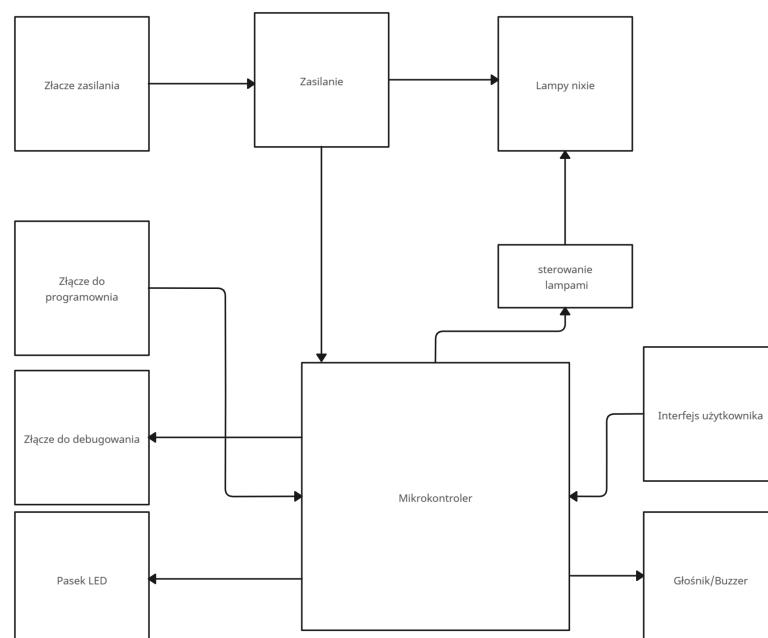 Złacze zasilania
Zasilanie
Lampy nixie
Złącze do
programownia
sterowanie
lampami
Złącze do debugowania
Interfejs użytkownika
Mikrokontroler
Pasek LED
Głośnik/Buzzer